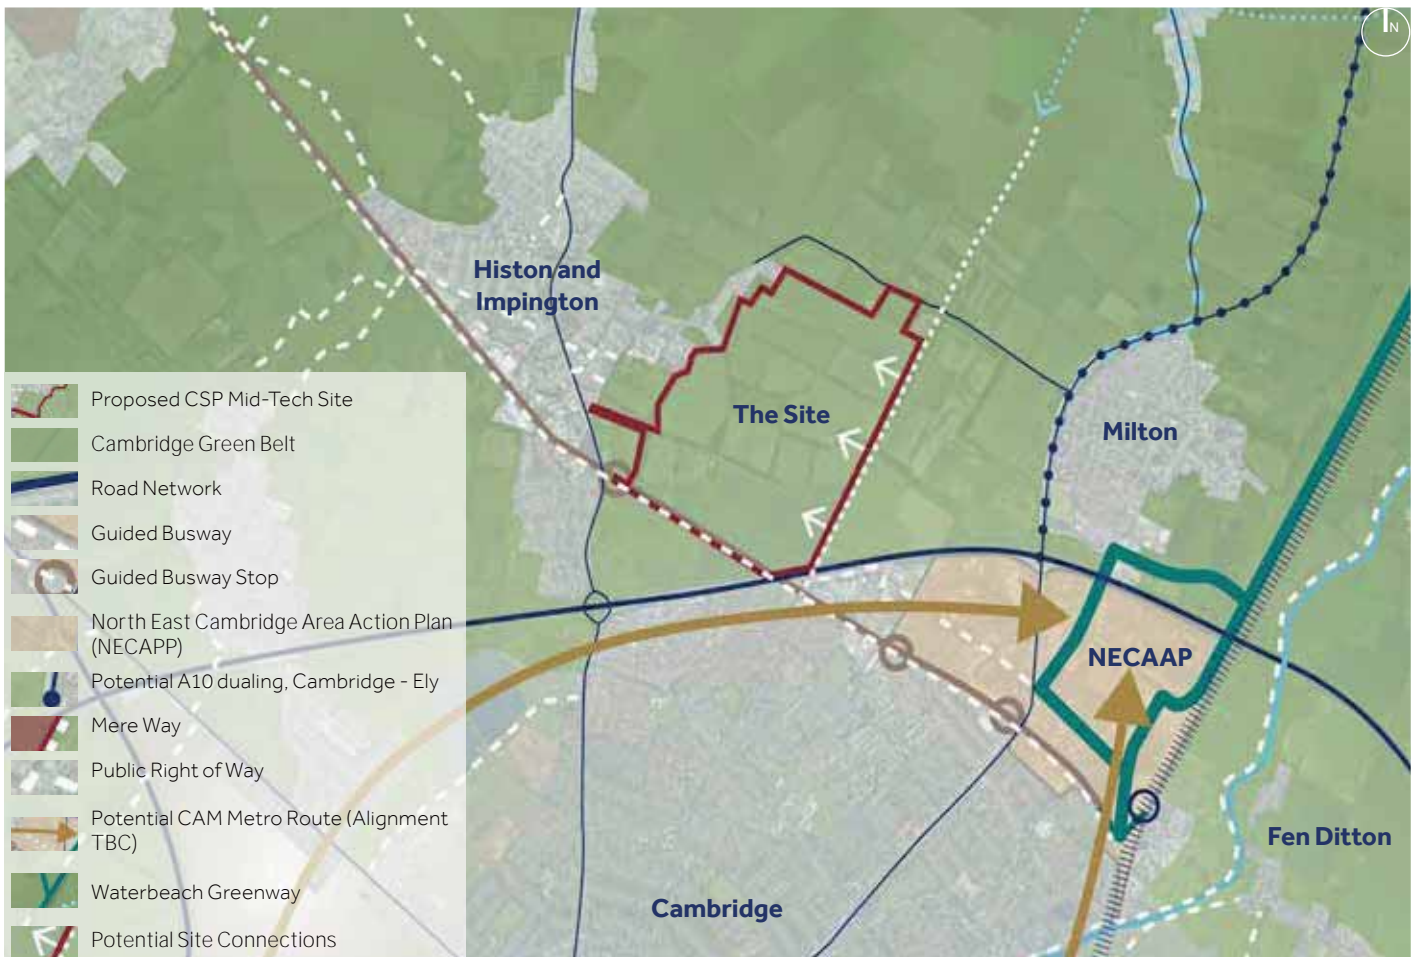 N
Histon and
Impington
The Site
Milton
NECAAP
Fen Ditton
Cambridge
Proposed CSP Mid-Tech Site
Cambridge Green Belt
Road Network
Guided Busway
Guided Busway Stop
North East Cambridge Area Action Plan
(NECAPP)
Potential A10 dualing, Cambridge - Ely
Mere Way
Public Right of Way
Potential CAM Metro Route (Alignment
TBC)
Waterbeach Greenway
Potential Site Connections